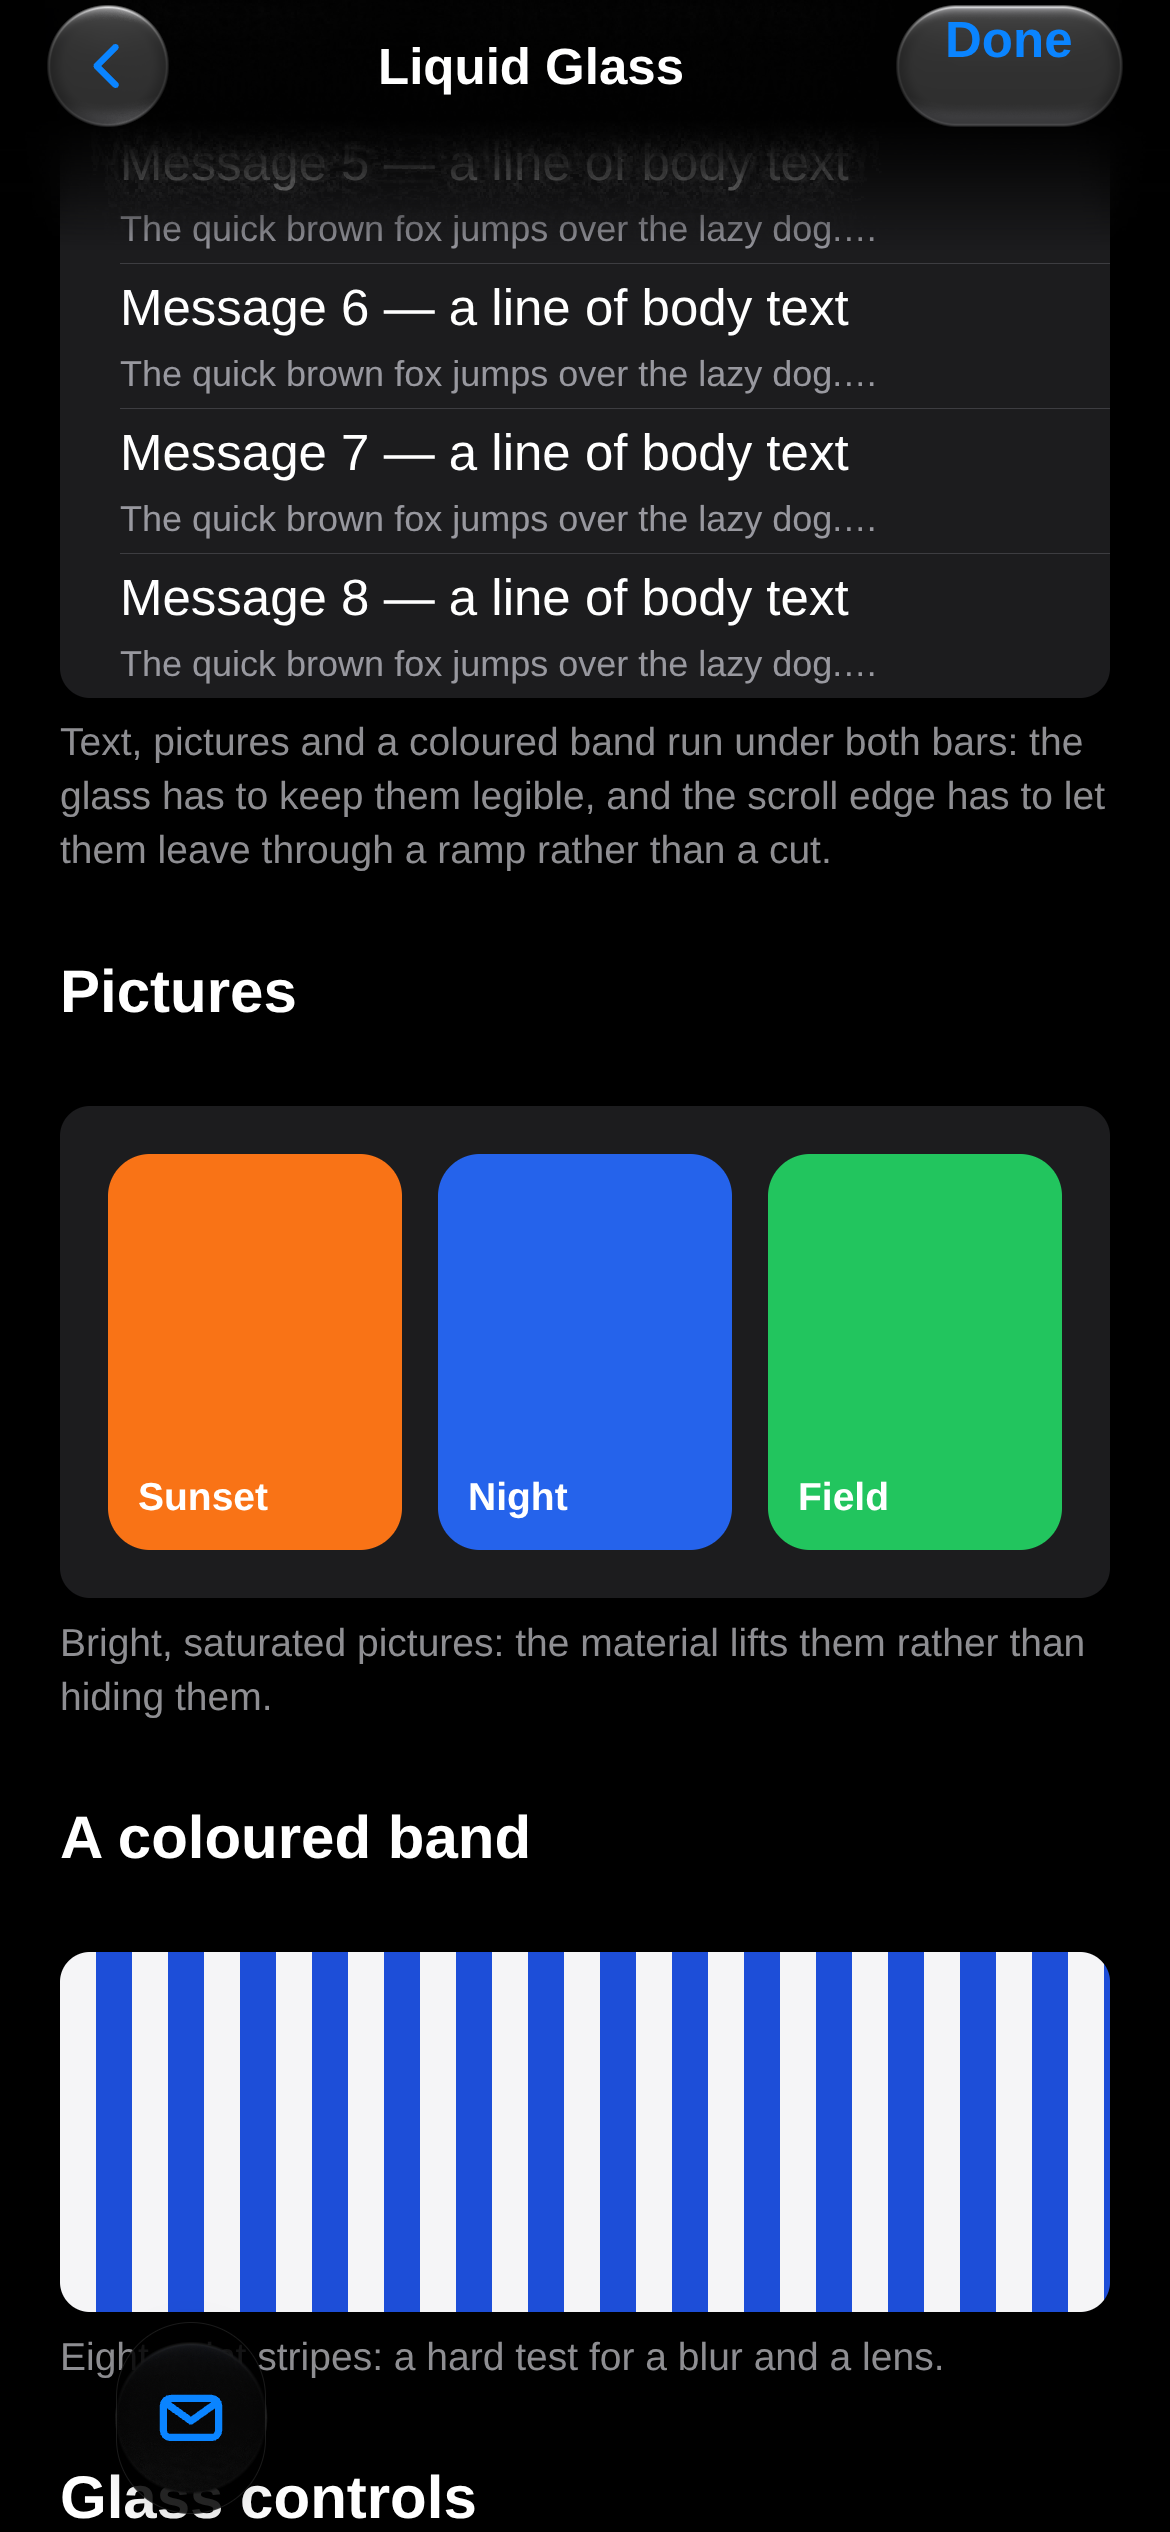 Liquid Glass
Done
Message 5 — a line of body text
The quick brown fox jumps over the lazy dog....
Message 6 — a line of body text
The quick brown fox jumps over the lazy dog....
Message 7 — a line of body text
The quick brown fox jumps over the lazy dog....
Message 8 — a line of body text
The quick brown fox jumps over the lazy dog....
Text, pictures and a coloured band run under both bars: the
glass has to keep them legible, and the scroll edge has to let
them leave through a ramp rather than a cut.
Pictures
Sunset
Night
Field
Bright, saturated pictures: the material lifts them rather than
hiding them.
A coloured band
Eight stripes: a hard test for a blur and a lens.
Glass controls